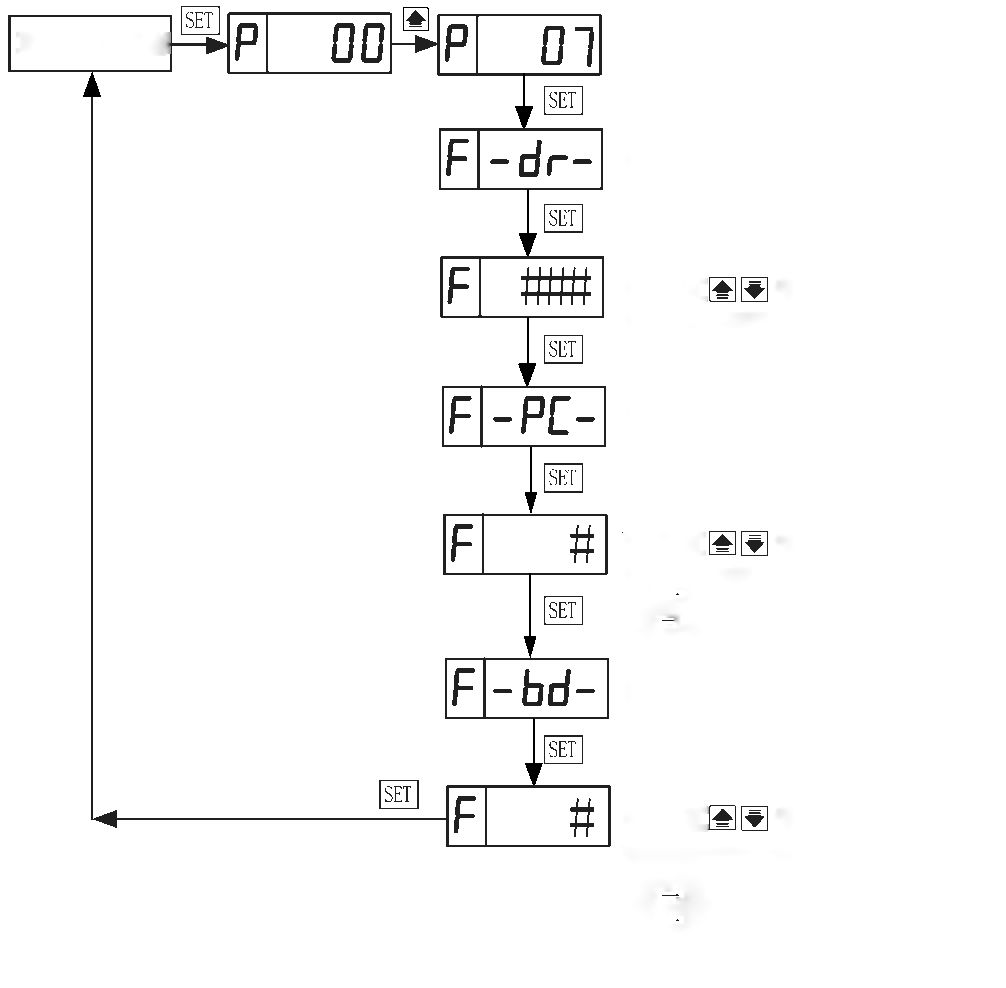 SET
P 00
P 07
SET
F -dr-
SET
F #####
SET
F -PC-
SET
F #
SET
F -bd-
SET
SET
F #